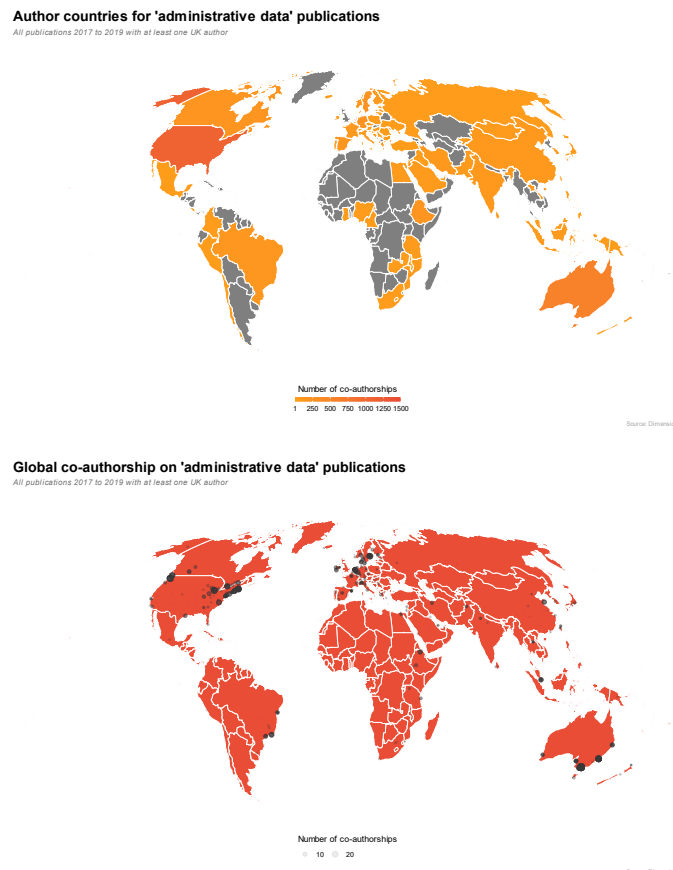 Author countries for 'administrative data' publications
All publications 2017 to 2019 with at least one UK author
Number of co-authorships
1 250 500 750 1000 1250 1500
Source: Dimensio
Global co-authorship on 'administrative data' publications
All publications 2017 to 2019 with at least one UK author
Number of co-authorships
10 20